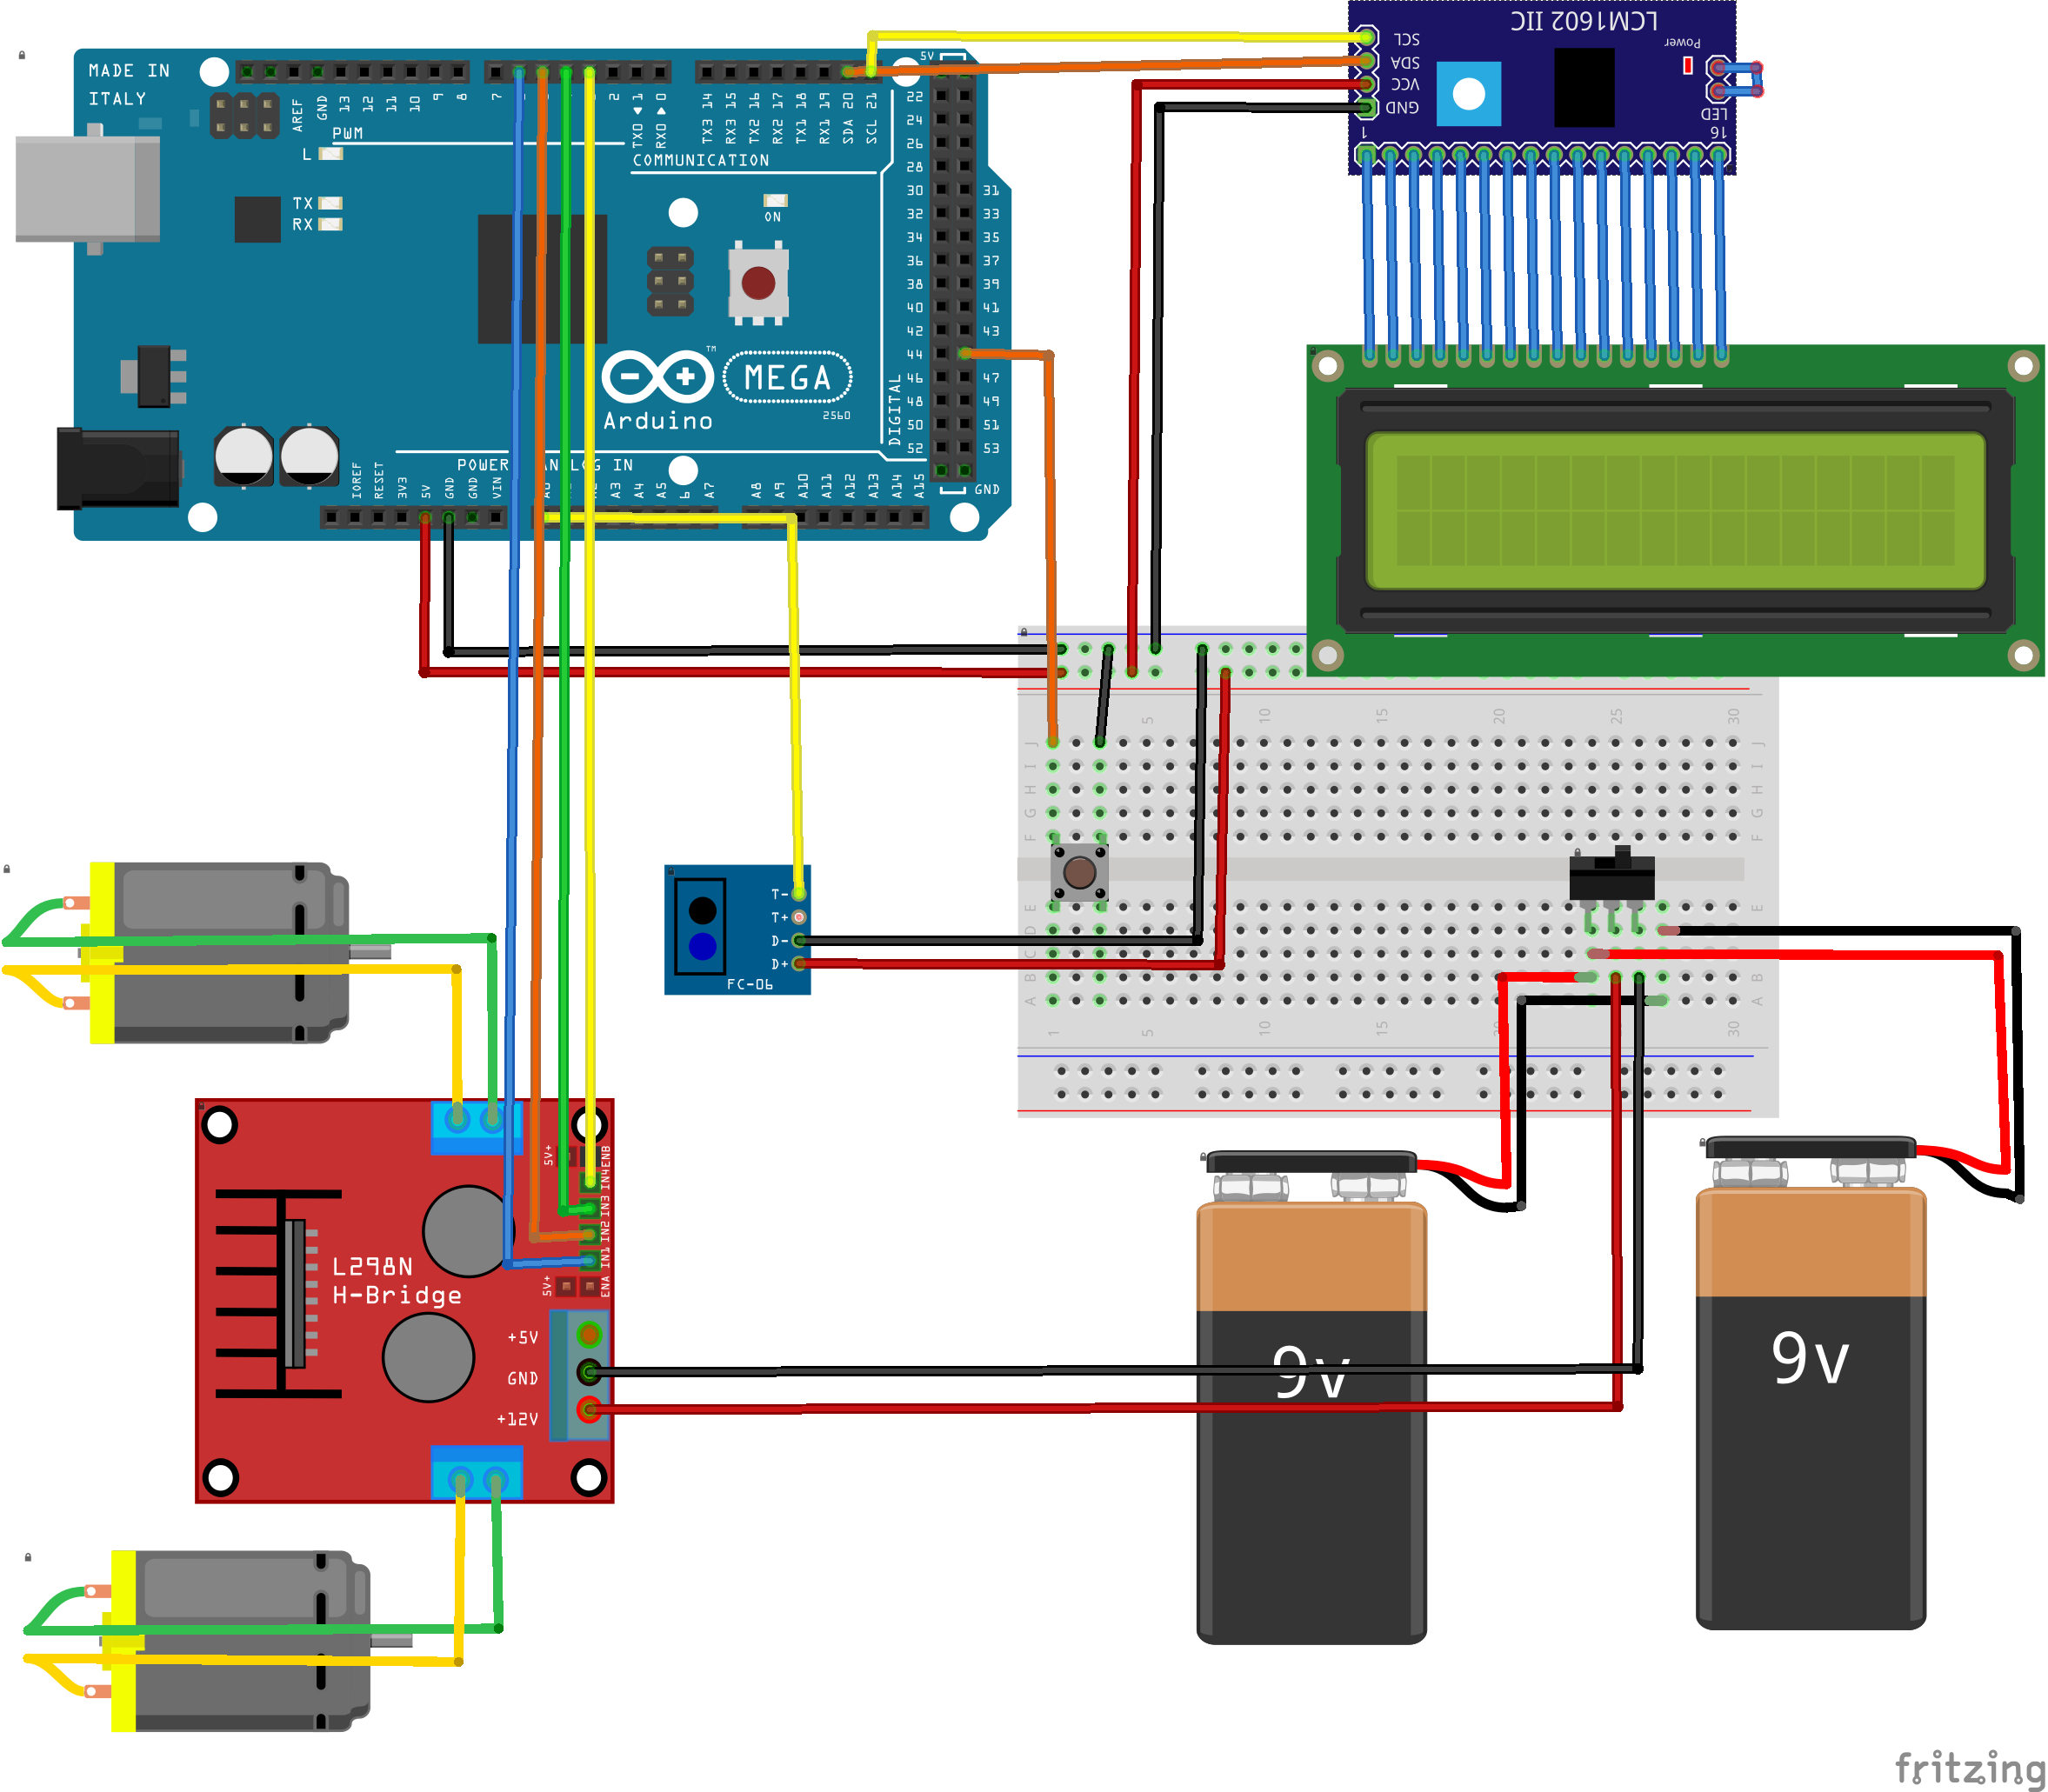 MADE IN
ITALY
AREF
GND
13
12
11
10
9
8
7
2
TX0 1
RX0 0
TX3 14
RX3 15
TX2 16
RX2 17
TX1 18
RX1 19
SDA 20
SCL 21
5V
PWM
L
COMMUNICATION
TX
RX
ON
22
24
26
28
30
31
32
33
34
35
36
37
38
39
40
41
42
43
44
46
47
48
49
50
51
52
53
GND
DIGITAL
Arduino
TM
MEGA
2560
POWER
IN
IOREF
RESET
3V3
5V
GND
GND
VIN
A3
A4
A5
A7
A8
A9
A10
A11
A12
A13
A14
A15
LCM1602 IIC
SCL
SDA
VCC
GND
Power
LED
1
16
5
10
15
20
25
30
J
J
I
I
H
H
G
G
F
F
E
E
D
D
C
C
B
B
A
A
1
5
10
15
30
T-
T+
D-
D+
FC-06
L298N
H-Bridge
5V+
ENB
IN4
IN3
IN2
IN1
5V+
ENA
+5V
GND
+12V
9v
9v
fritzing